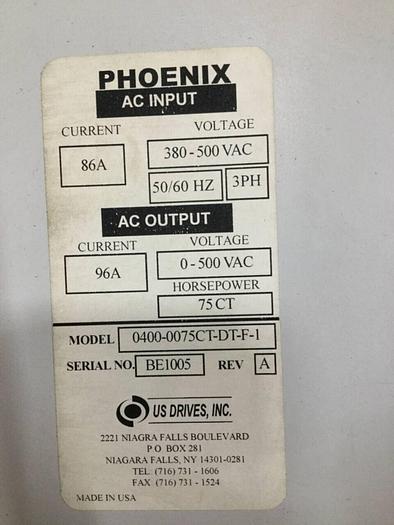 PHOENIX
AC INPUT
CURRENT VOLTAGE
86A 380-500 VAC
50/60 HZ 3PH
AC OUTPUT
CURRENT VOLTAGE
96A 0-500 VAC
HORSEPOWER
75 CT
MODEL 0400-0075CT-DT-F-1
SERIAL NO. BE1005 REV A
US DRIVES, INC.
2221 NIAGRA FALLS BOULEVARD
P O BOX 281
NIAGARA FALLS, NY 14301-0281
TEL (716) 731 - 1606
FAX (716) 731 - 1524
MADE IN USA